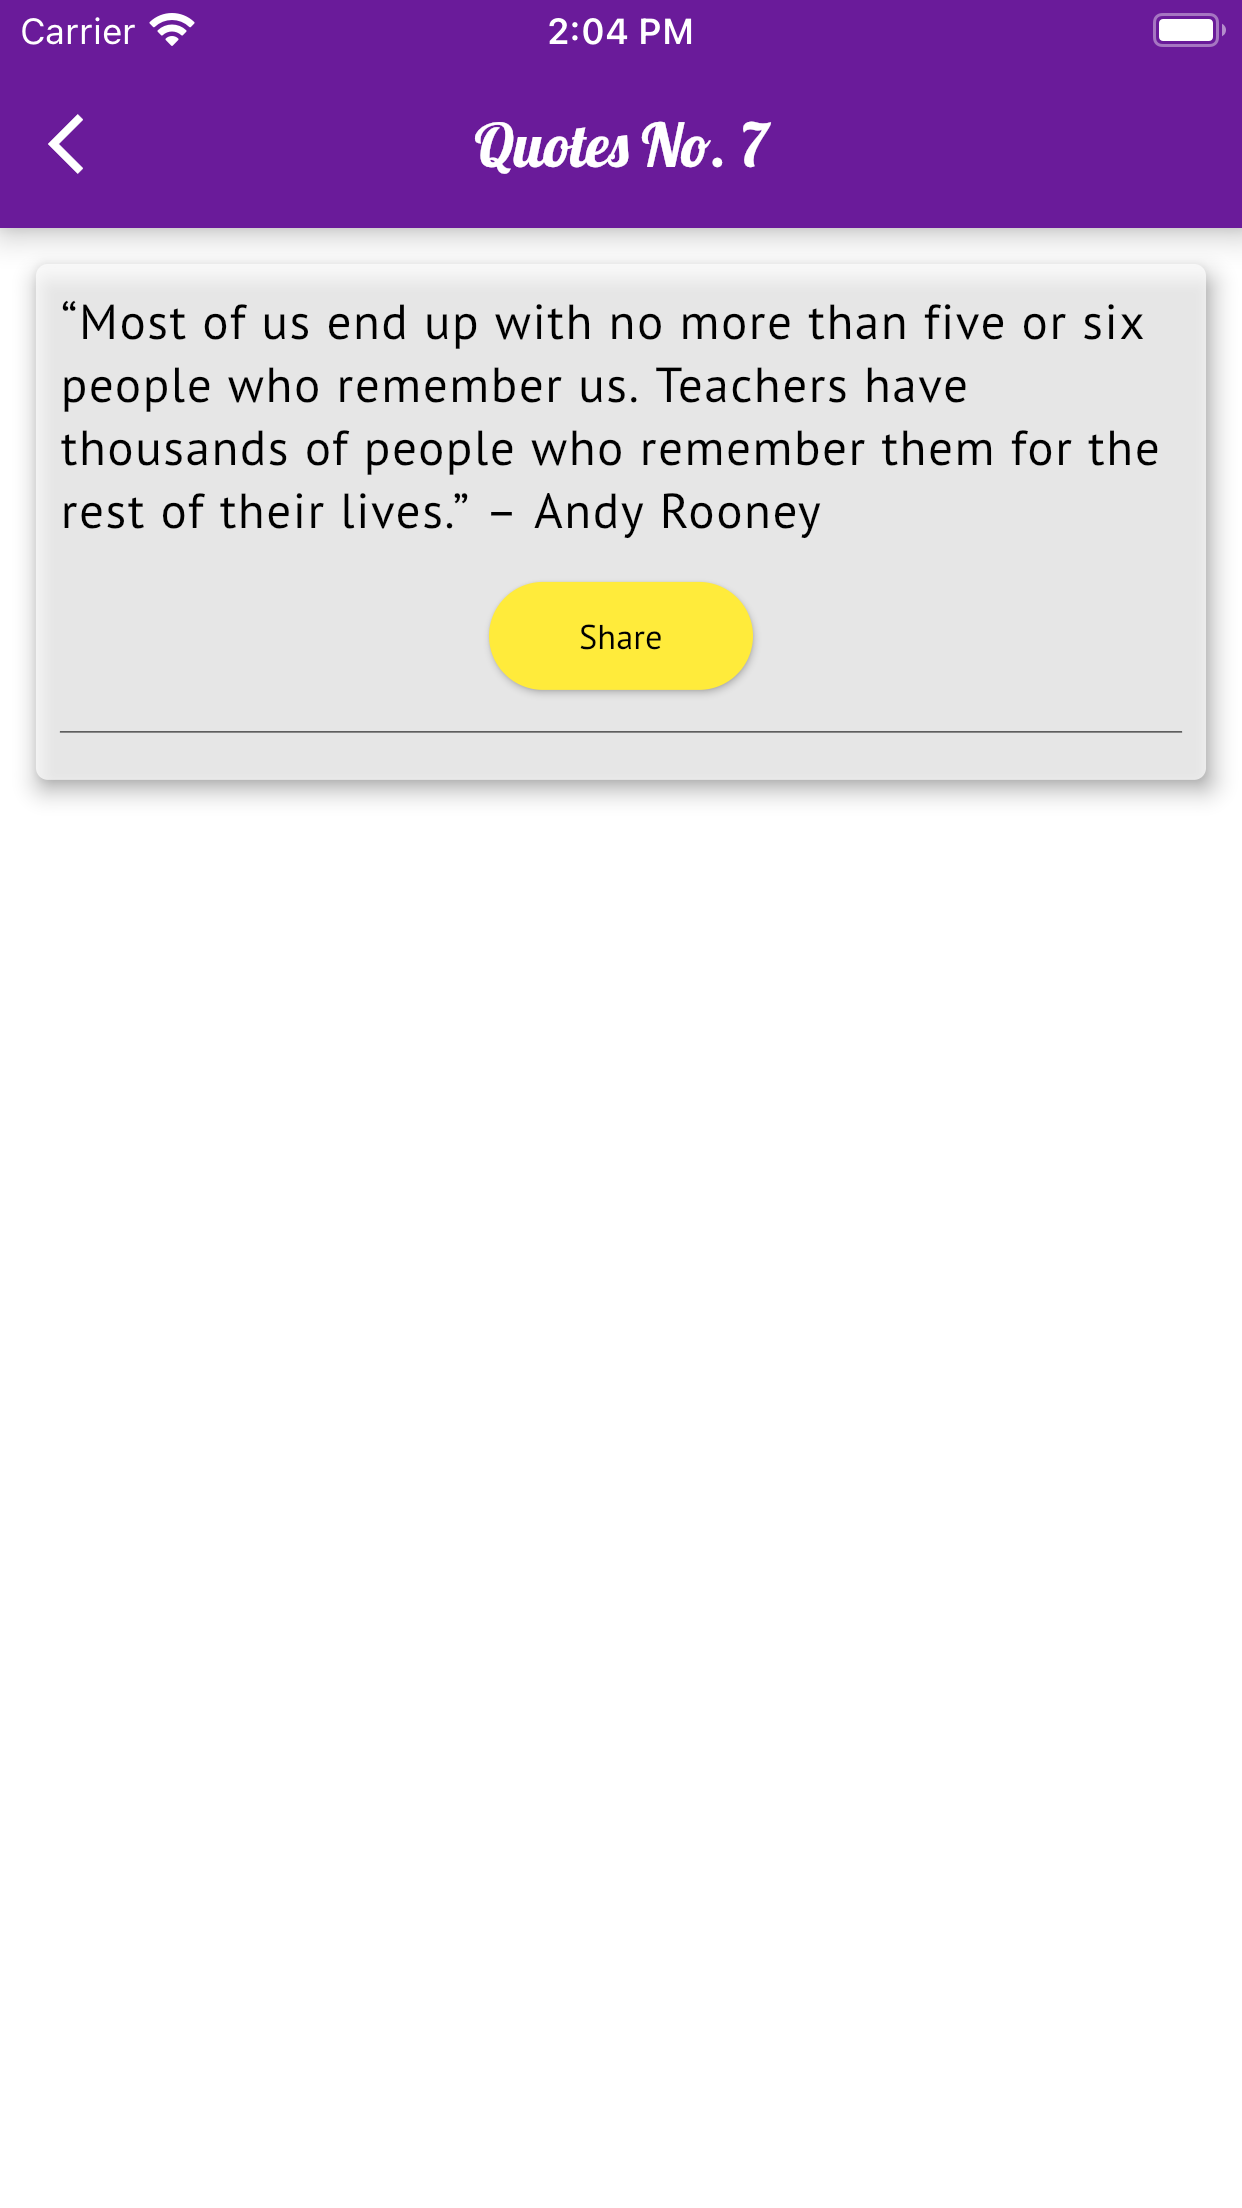 Carrier 2:04 PM
Quotes No. 7
“Most of us end up with no more than five or six
people who remember us. Teachers have
thousands of people who remember them for the
rest of their lives.” – Andy Rooney
Share